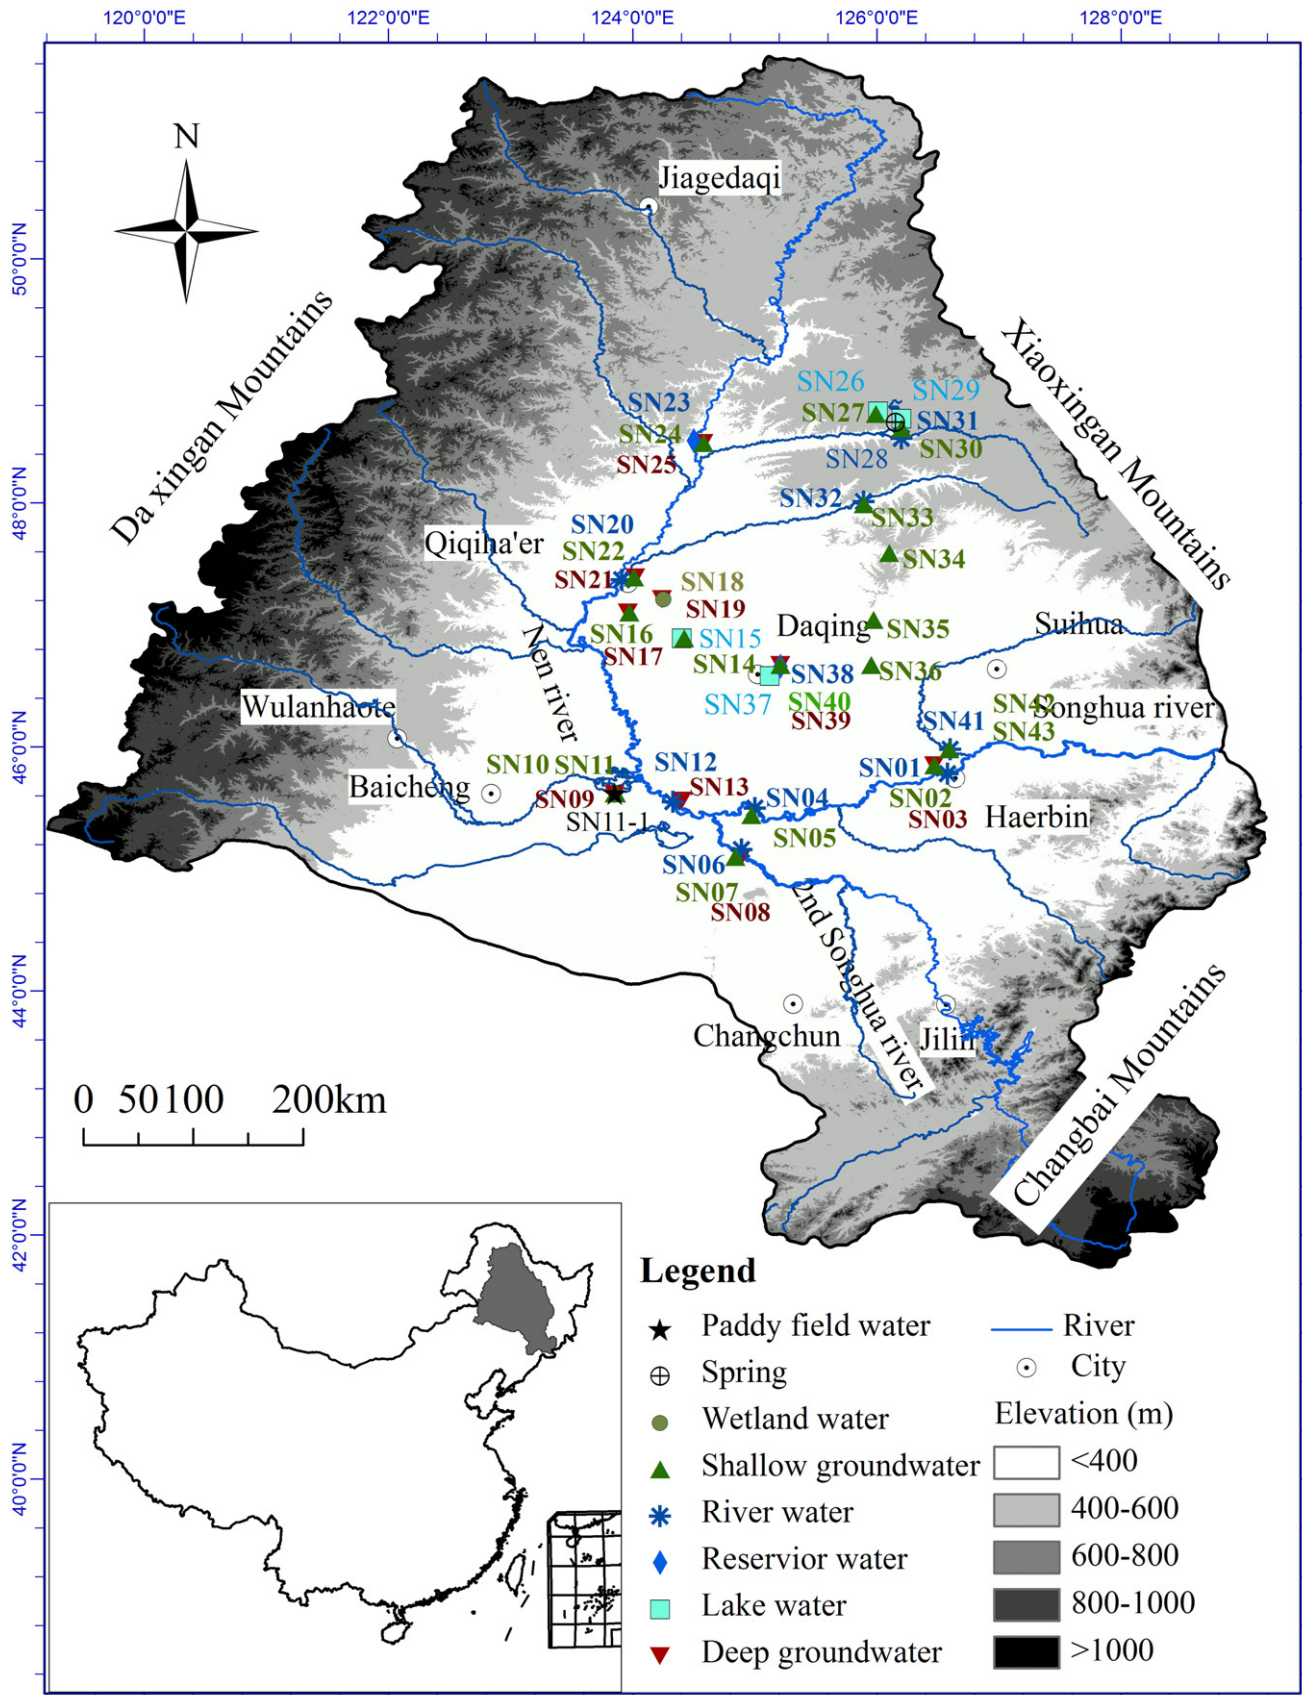 120°0'0"E
122°0'0"E
124°0'0"E
126°0'0"E
128°0'0"E
50°0'0"N
48°0'0"N
46°0'0"N
44°0'0"N
42°0'0"N
40°0'0"N
N
Jiagedaqi
Da xingan Mountains
Xiaoxingan Mountains
SN26
SN29
SN23
SN27
SN31
SN24
SN30
SN25
SN28
SN32
SN33
SN20
Qiqiha'er
SN22
SN34
SN21
SN18
SN19
Daqing
Suihua
SN16
SN15
SN35
SN17
SN14
SN38
SN36
Nen river
Wulanhaote
SN37
SN40
SN39
SN42
Songhua river
SN41
SN43
SN10
SN11
SN12
SN01
Baicheng
SN09
SN13
SN04
SN02
SN11-1
SN03
Haerbin
SN05
SN06
SN07
SN08
2nd Songhua river
Changchun
Jilin
Changbai Mountains
0 50 100 200km
Legend
Paddy field water
River
Spring
City
Wetland water
Elevation (m)
Shallow groundwater
<400
River water
400-600
Reservior water
600-800
Lake water
800-1000
Deep groundwater
>1000